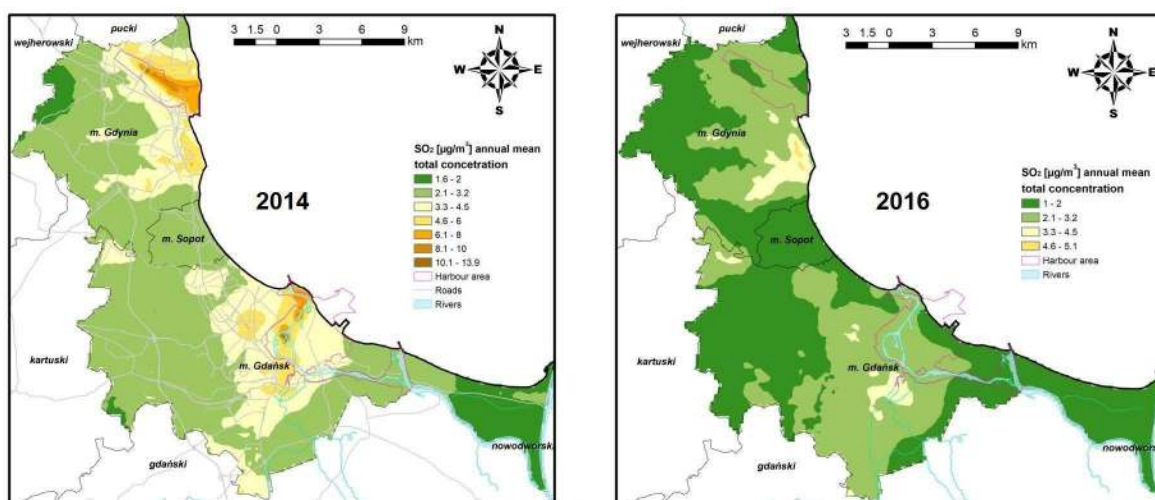 pucki
wejherowski
3 1.5 0 3 6 9
km
N
W E
S
m. Gdynia
SO₂ [µg/m³] annual mean
total concetration
1.6 - 2
2.1 - 3.2
3.3 - 4.5
4.6 - 6
6.1 - 8
8.1 - 10
10.1 - 13.9
Harbour area
Roads
Rivers
2014
m. Sopot
kartuski
m. Gdańsk
nowodworsk
gdański
pucki
wejherowski
3 1.5 0 3 6 9
km
N
W E
S
m. Gdynia
SO₂ [µg/m³] annual mean
total concentration
1 - 2
2.1 - 3.2
3.3 - 4.5
4.6 - 5.1
Harbour area
Rivers
2016
m. Sopot
kartuski
m. Gdańsk
nowodwors
gdański